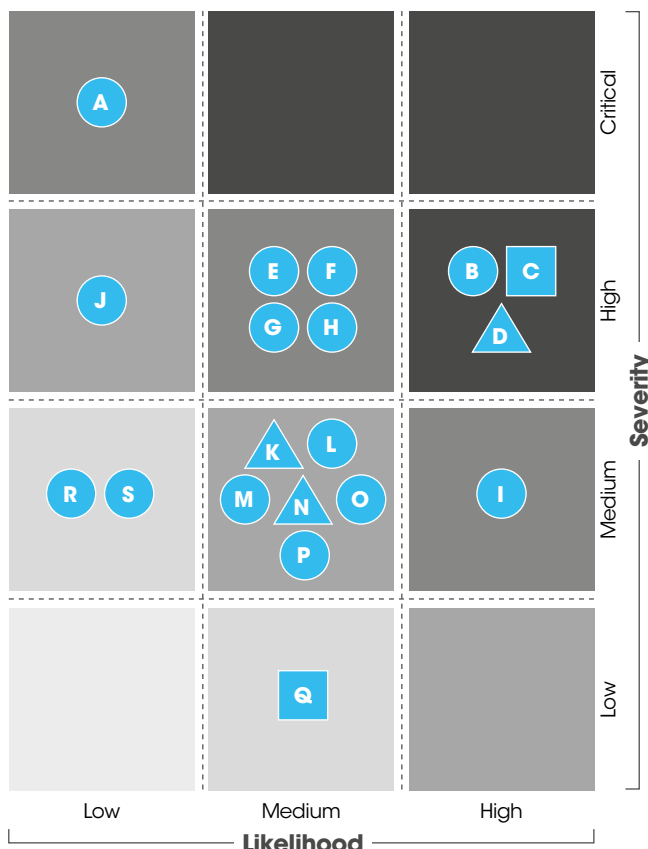 A
Critical
J
E F
G H
B C
D
High
Severity
R S
K L
M N O
P
I
Medium
Q
Low
Low Medium High
Likelihood